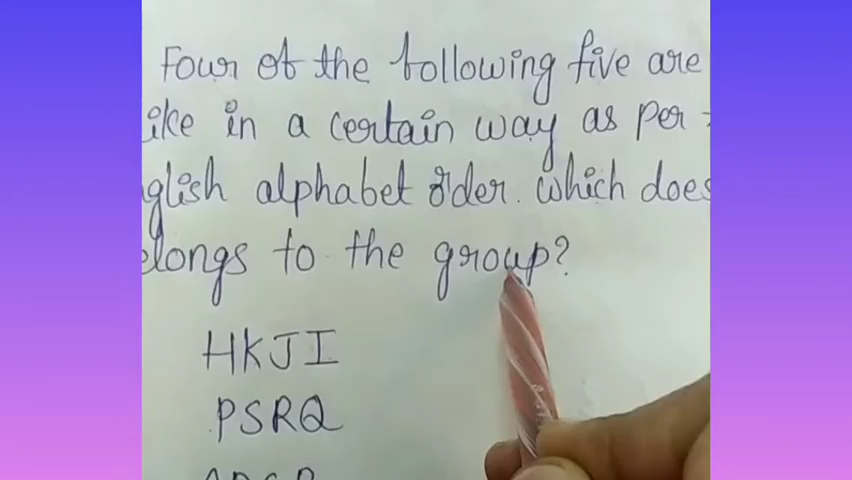 Four of the following five are
ike in a certain way as per
glish alphabet order. which does
elongs to the group?
HKJI
PSRQ